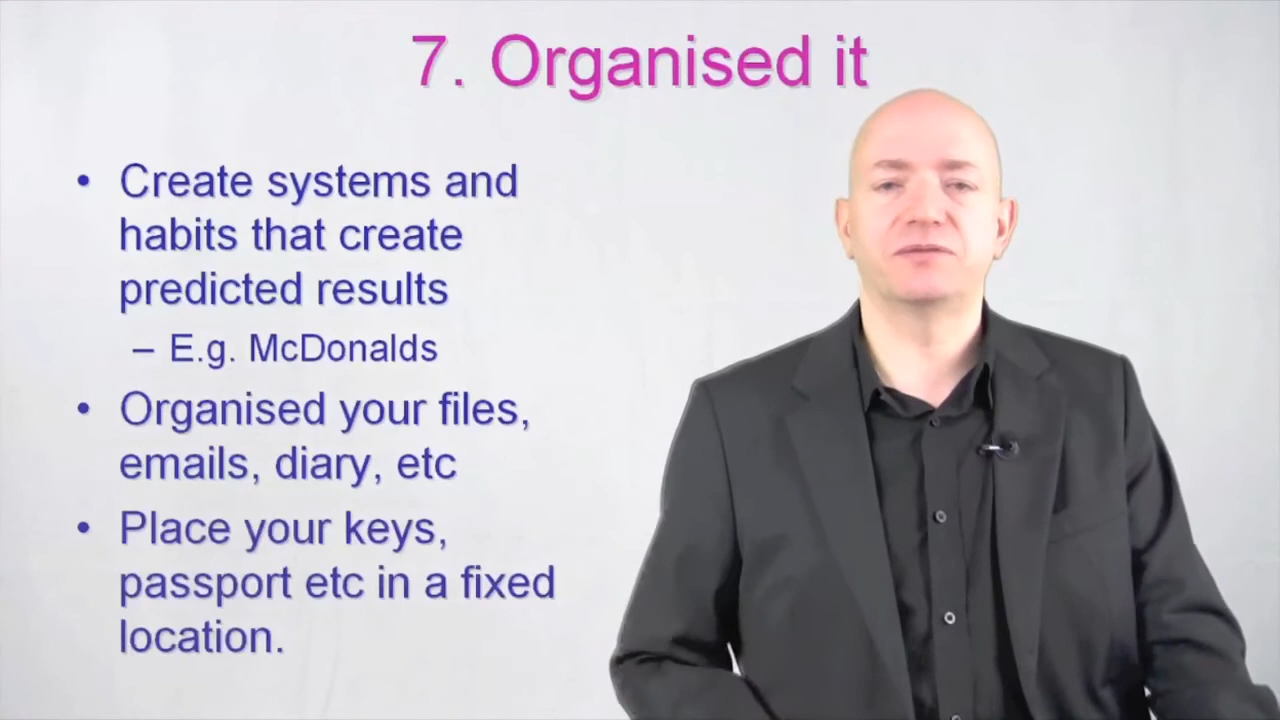 7. Organised it
• Create systems and
habits that create
predicted results
– E.g. McDonalds
• Organised your files,
emails, diary, etc
• Place your keys,
passport etc in a fixed
location.